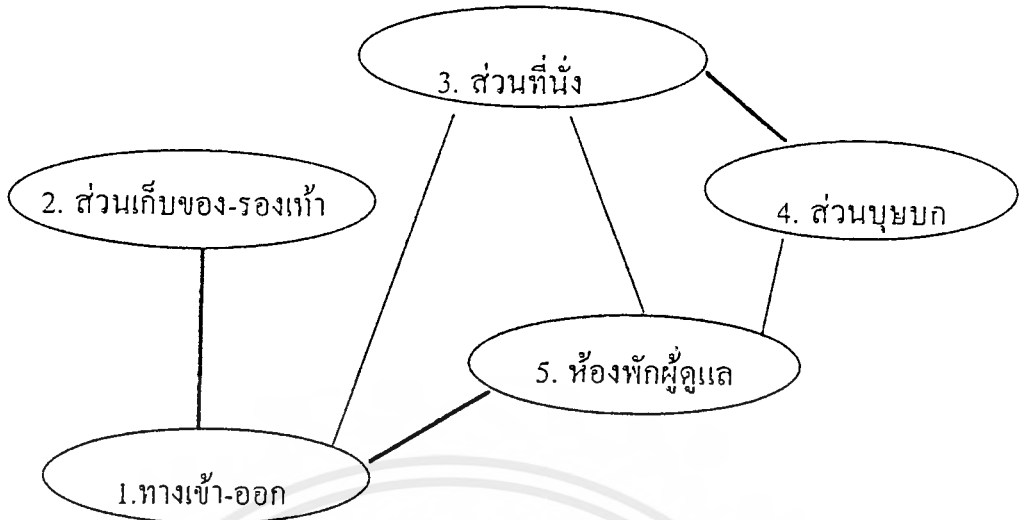 3. ส่วนที่นั่ง
2. ส่วนเก็บของ-รองเท้า
4. ส่วนบุษบก
5. ห้องพักผู้ดูแล
1.ทางเข้า-ออก